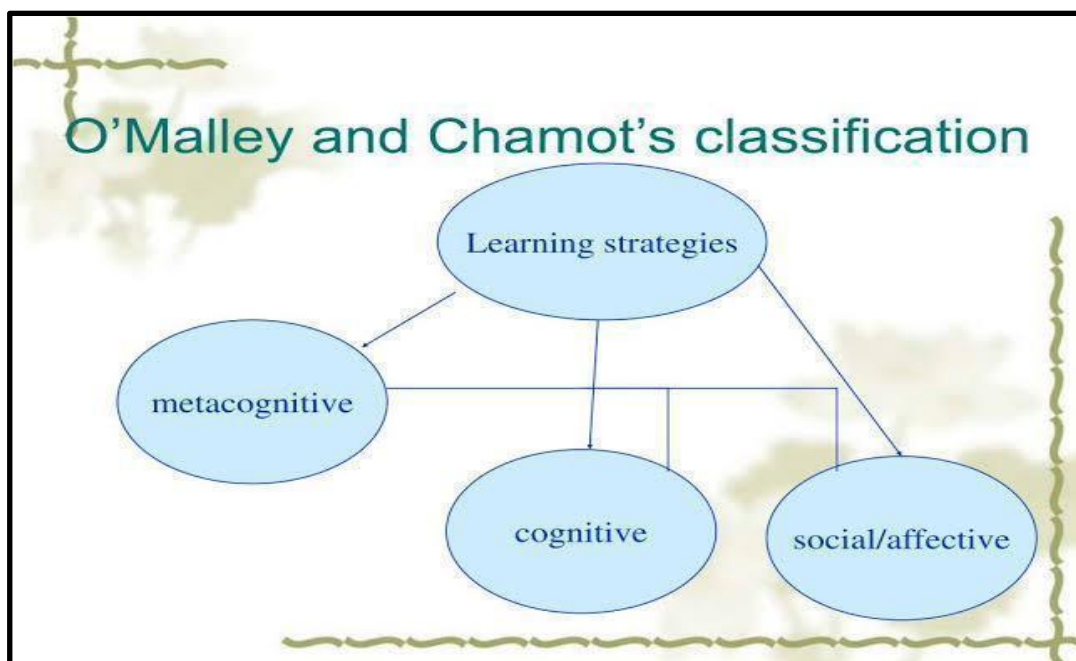 O'Malley and Chamot's classification
Learning strategies
metacognitive
cognitive
social/affective